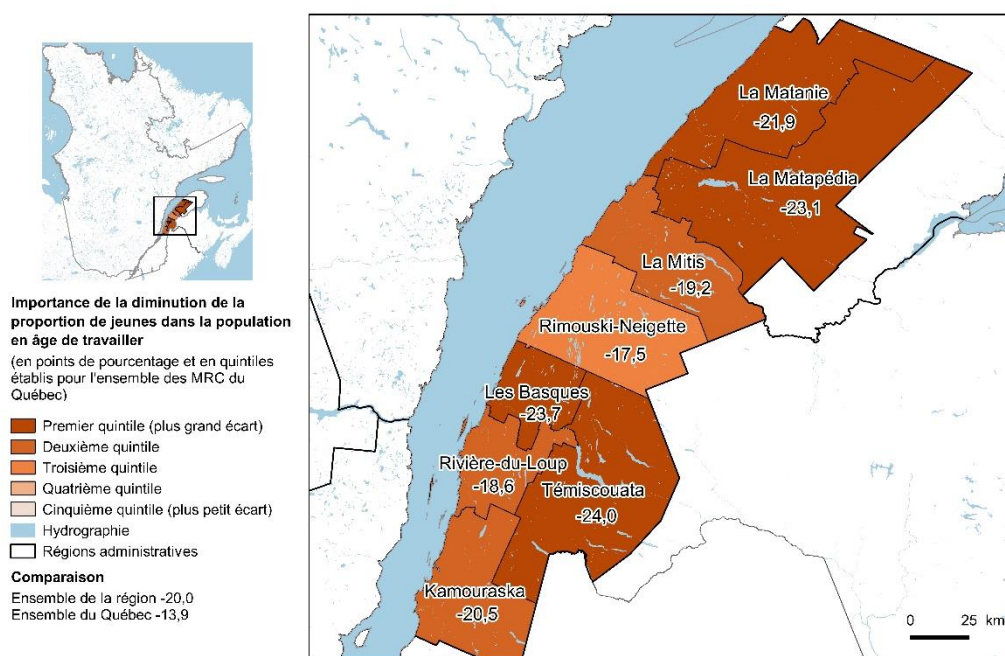 Importance de la diminution de la
proportion de jeunes dans la population
en âge de travailler
(en points de pourcentage et en quintiles
établis pour l'ensemble des MRC du
Québec)
Premier quintile (plus grand écart)
Deuxième quintile
Troisième quintile
Quatrième quintile
Cinquième quintile (plus petit écart)
Hydrographie
Régions administratives
Comparaison
Ensemble de la région -20,0
Ensemble du Québec -13,9
La Matanie
-21,9
La Matapédia
-23,1
La Mitis
-19,2
Rimouski-Neigette
-17,5
Les Basques
-23,7
Rivière-du-Loup
-18,6
Témiscouata
-24,0
Kamouraska
-20,5
0 25 km